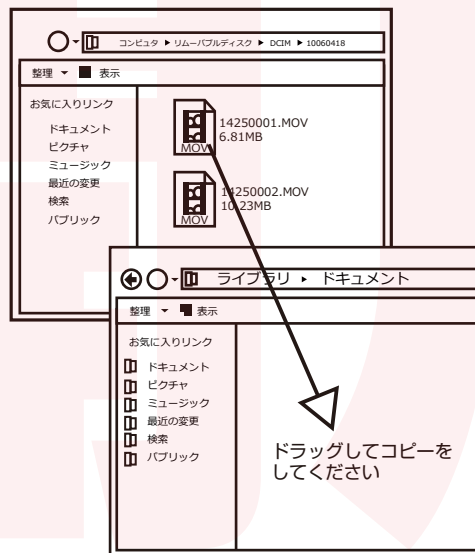 コンピュタ ▶ リムーバブルディスク ▶ DCIM ▶ 10060418
整理 ▼ ■ 表示
お気に入りリンク
ドキュメント
ピクチャ
ミュージック
最近の変更
検索
パブリック
14250001.MOV
6.81MB
MOV
14250002.MOV
10.23MB
MOV
ライブラリ ▸ ドキュメント
整理 ▼ 表示
お気に入りリンク
ドキュメント
ピクチャ
ミュージック
最近の変更
検索
パブリック
ドラッグしてコピーを
してください